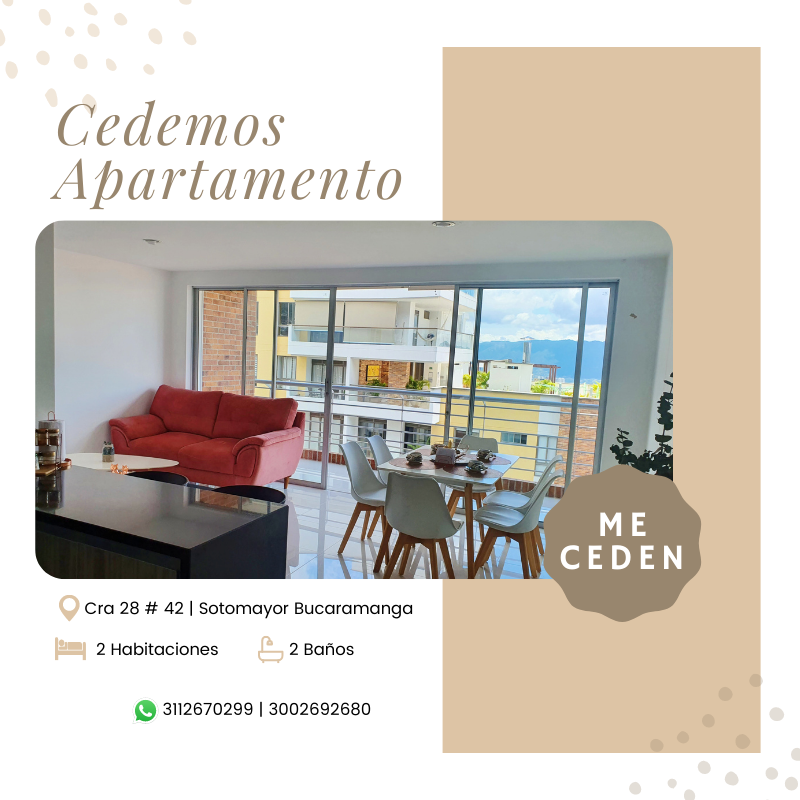 Cedemos
Apartamento
ME
CEDEN
Cra 28 # 42 | Sotomayor Bucaramanga
2 Habitaciones
2 Baños
3112670299 | 3002692680